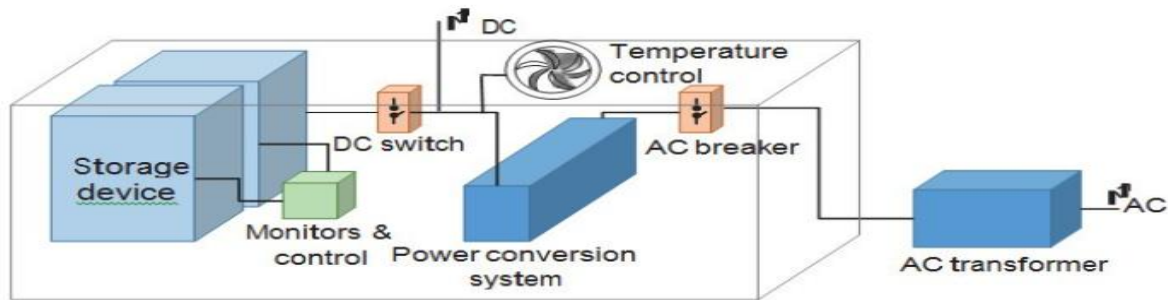 DC
Temperature
control
DC switch
AC breaker
Storage
device
Monitors &
control
Power conversion
system
AC
AC transformer